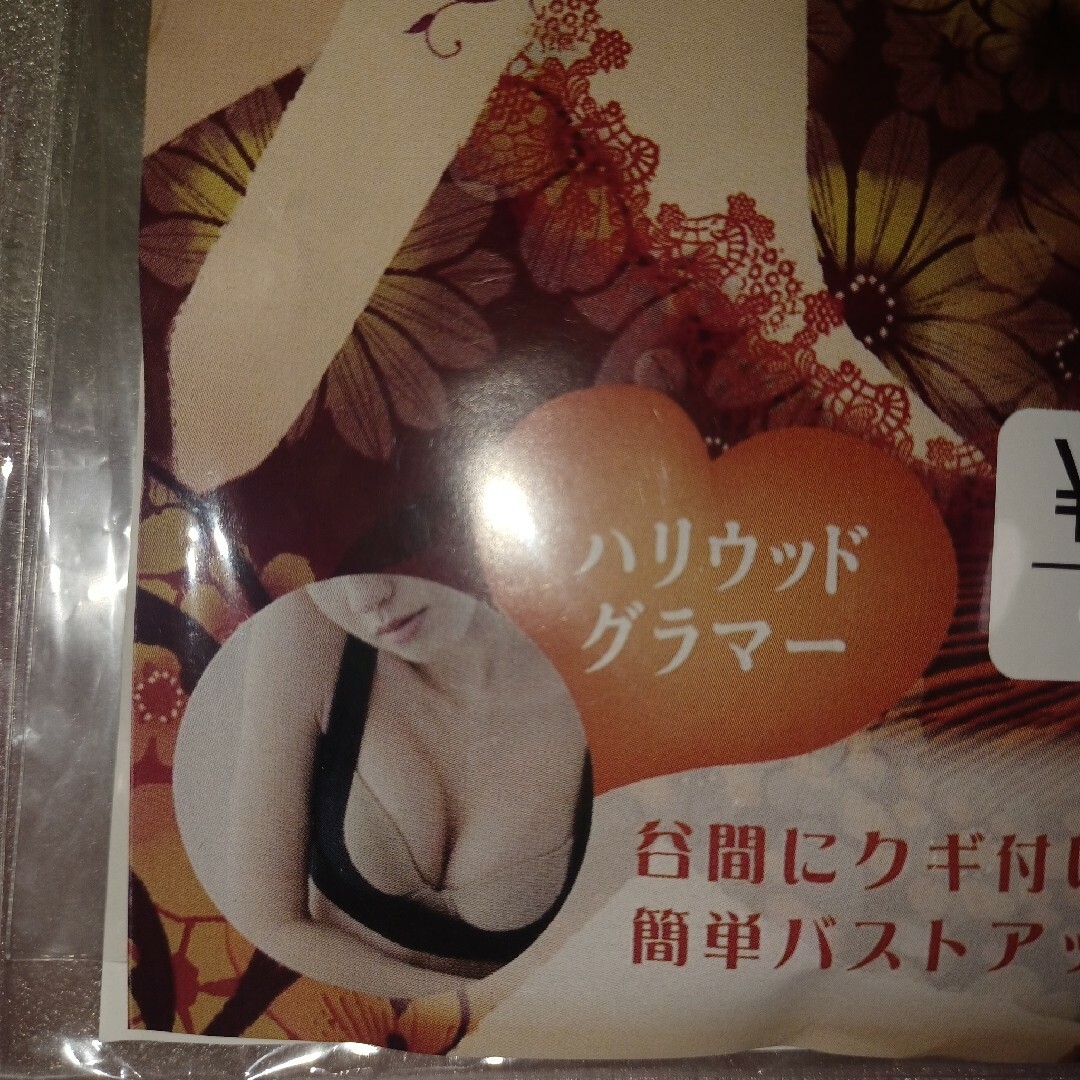 ハリウッド
グラマー
¥
谷間にクギ付け
簡単バストアッ